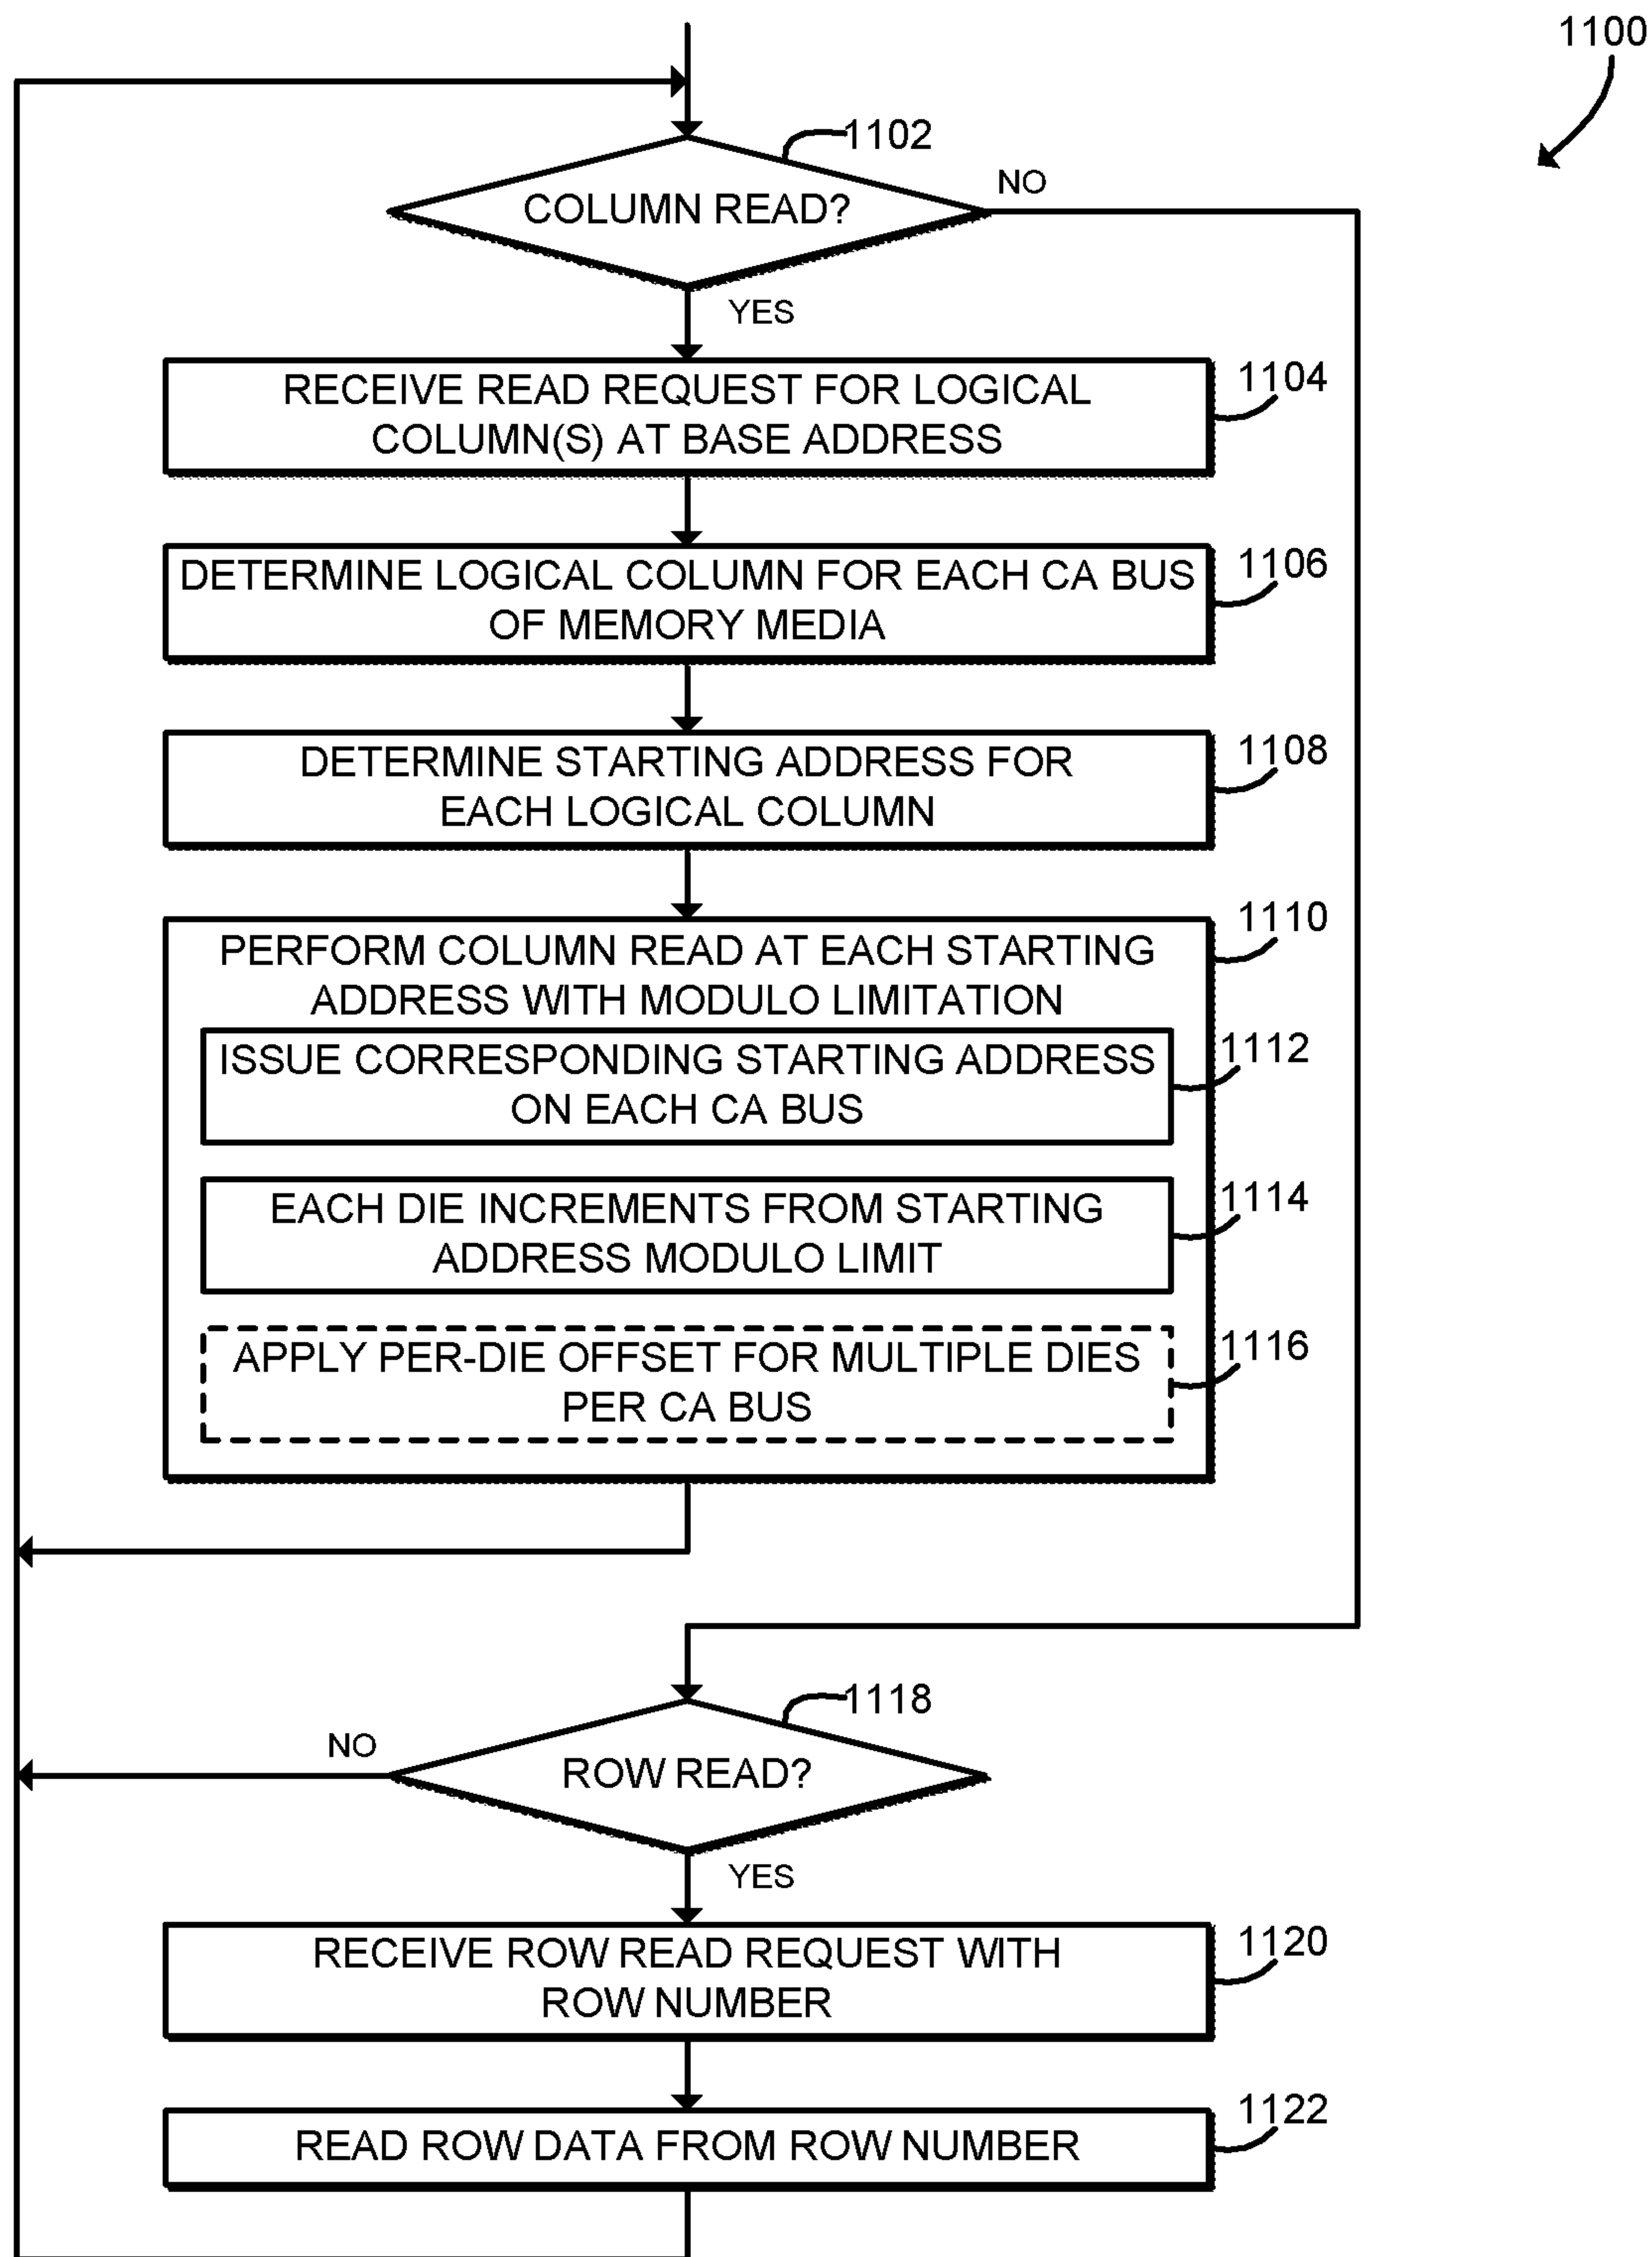 1100
1102
COLUMN READ?
NO
YES
RECEIVE READ REQUEST FOR LOGICAL
COLUMN(S) AT BASE ADDRESS
1104
DETERMINE LOGICAL COLUMN FOR EACH CA BUS
OF MEMORY MEDIA
1106
DETERMINE STARTING ADDRESS FOR
EACH LOGICAL COLUMN
1108
PERFORM COLUMN READ AT EACH STARTING
ADDRESS WITH MODULO LIMITATION
1110
ISSUE CORRESPONDING STARTING ADDRESS
ON EACH CA BUS
1112
EACH DIE INCREMENTS FROM STARTING
ADDRESS MODULO LIMIT
1114
APPLY PER-DIE OFFSET FOR MULTIPLE DIES
PER CA BUS
1116
1118
ROW READ?
NO
YES
RECEIVE ROW READ REQUEST WITH
ROW NUMBER
1120
READ ROW DATA FROM ROW NUMBER
1122